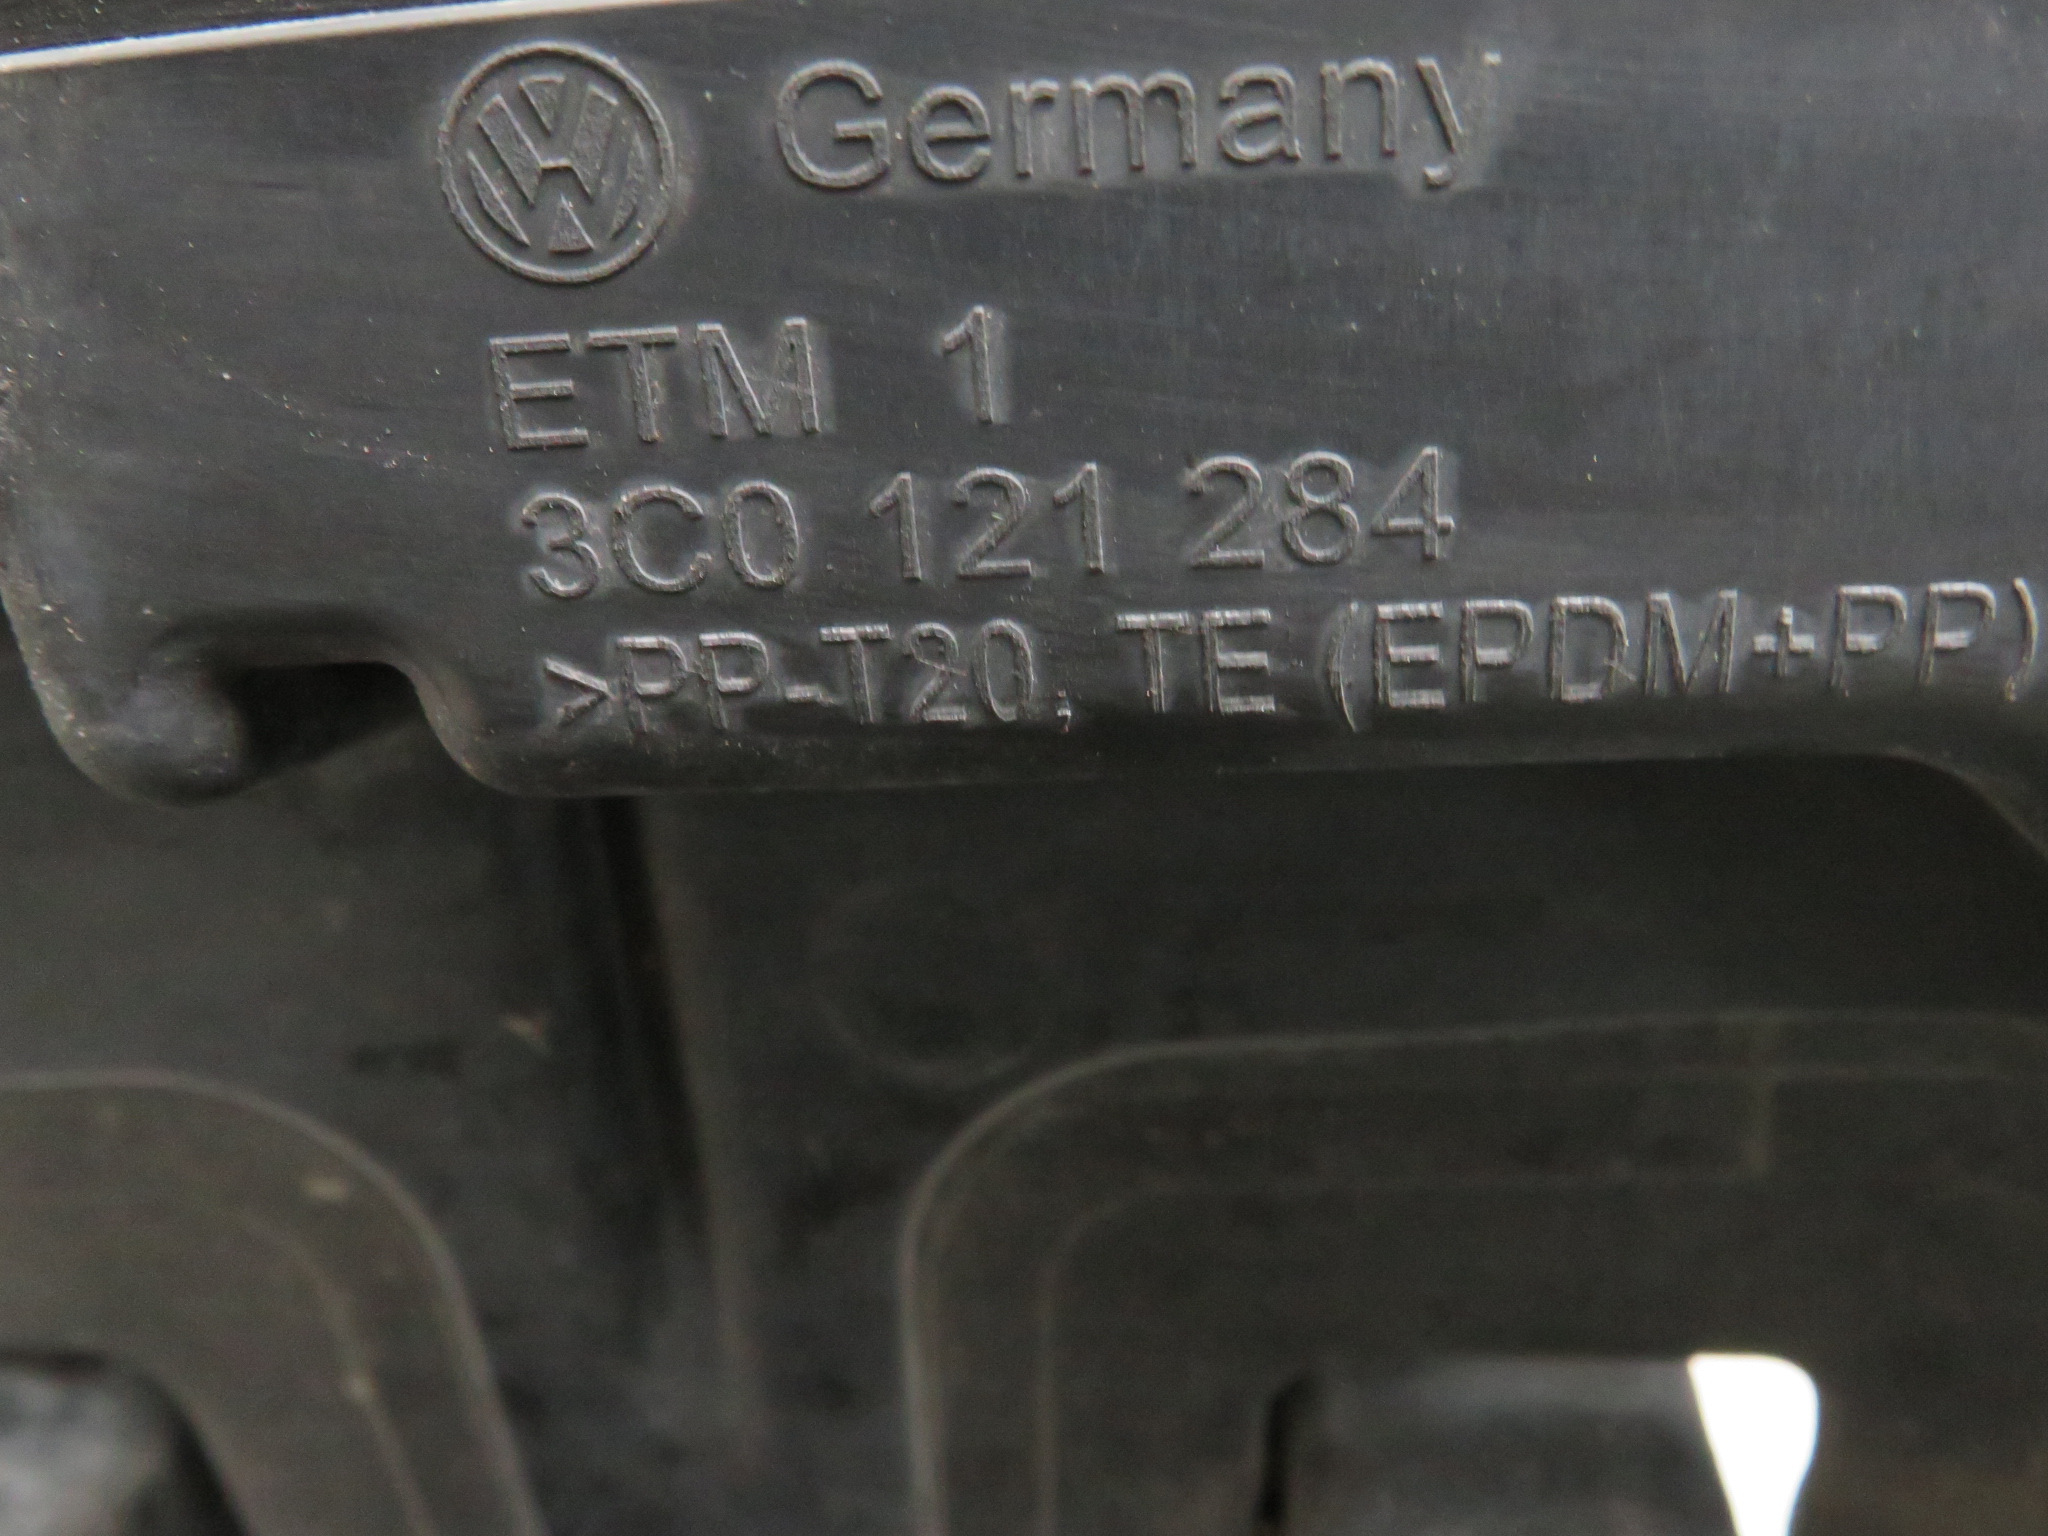 Germany
ETM 1
3C0 121 284
>PP-T20, TE (EPDM+PP)